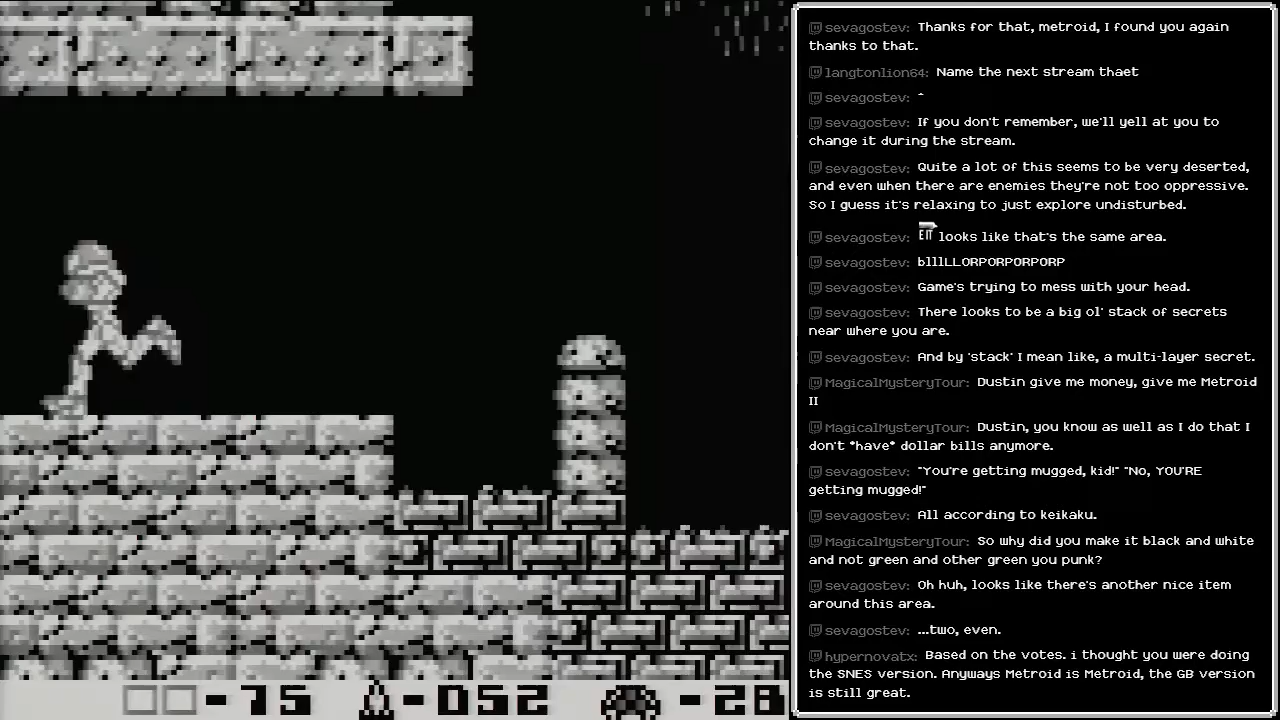 sevagostev: Thanks for that, metroid, I found you again
thanks to that.
langtonlion64: Name the next stream thaet
sevagostev: ^
sevagostev: If you don't remember, we'll yell at you to
change it during the stream.
sevagostev: Quite a lot of this seems to be very deserted,
and even when there are enemies they're not too oppressive.
So I guess it's relaxing to just explore undisturbed.
sevagostev: looks like that's the same area.
sevagostev: blllLLORPORPORPORP
sevagostev: Game's trying to mess with your head.
sevagostev: There looks to be a big ol' stack of secrets
near where you are.
sevagostev: And by 'stack' I mean like, a multi-layer secret.
MagicalMysteryTour: Dustin give me money, give me Metroid
II
MagicalMysteryTour: Dustin, you know as well as I do that I
don't *have* dollar bills anymore.
sevagostev: "You're getting mugged, kid!" "No, YOU'RE
getting mugged!"
sevagostev: All according to keikaku.
MagicalMysteryTour: So why did you make it black and white
and not green and other green you punk?
sevagostev: Oh huh, looks like there's another nice item
around this area.
sevagostev: ...two, even.
hypernovatx: Based on the votes. i thought you were doing
the SNES version. Anyways Metroid is Metroid, the GB version
is still great.
-75 -052 -28